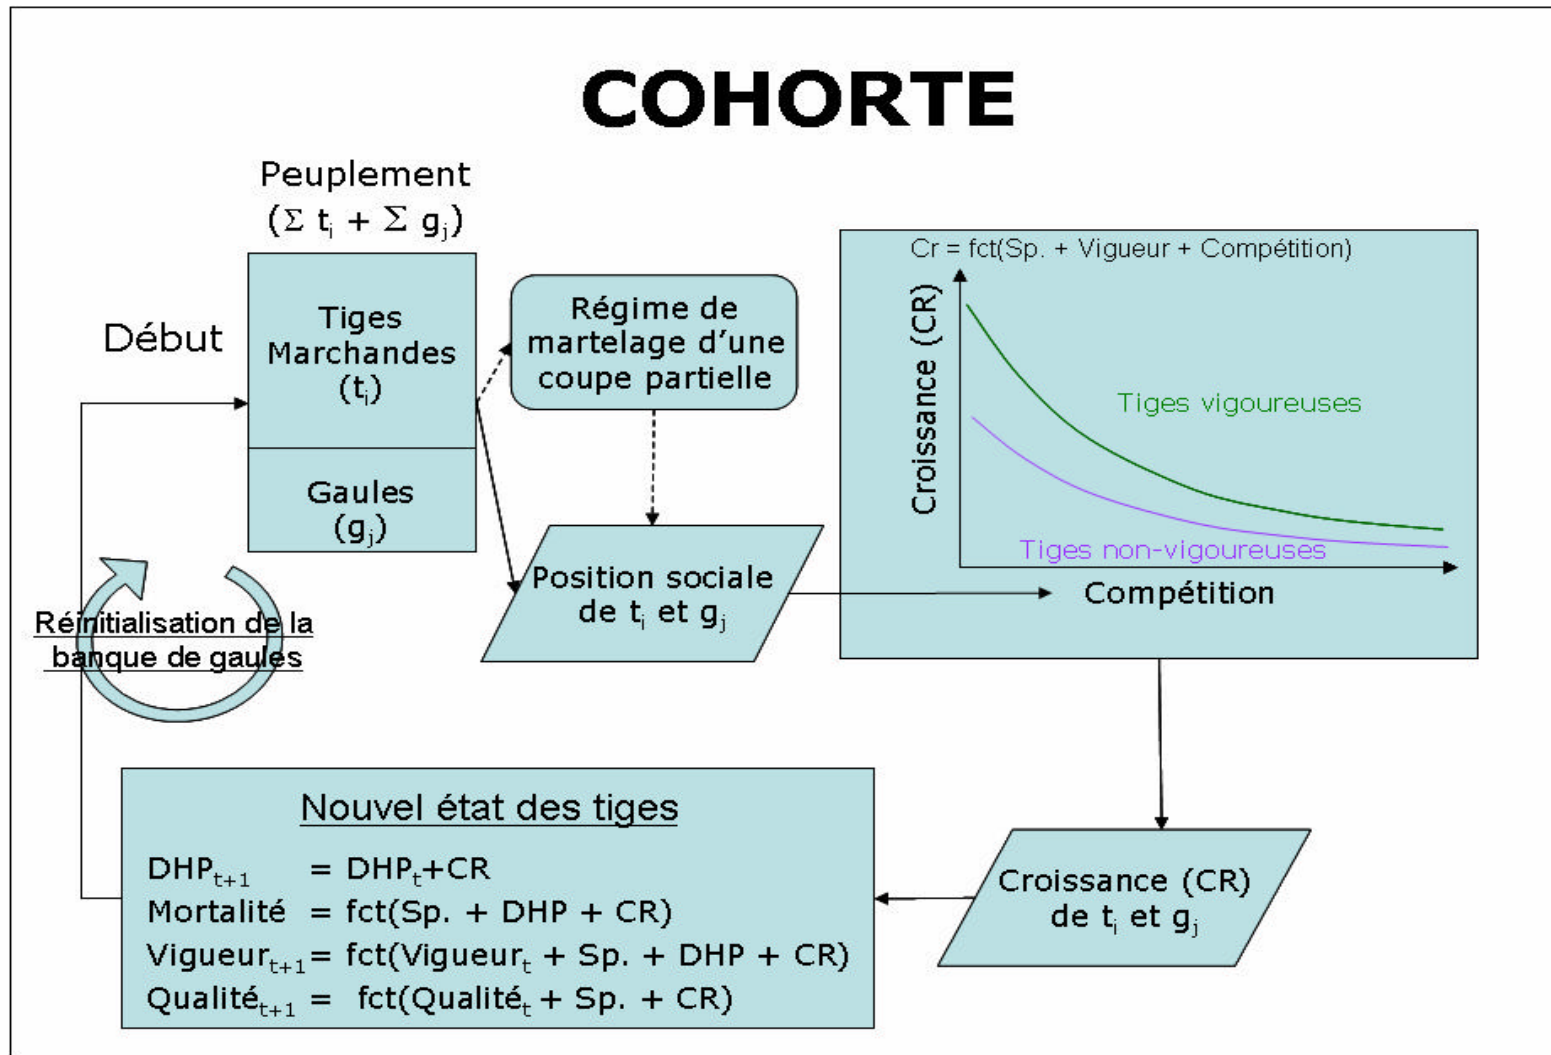 COHORTE
Peuplement
(Σ tᵢ + Σ gⱼ)
Début
Tiges
Marchandes
(tᵢ)
Gaules
(gⱼ)
Régime de
martelage d'une
coupe partielle
Position sociale
de tᵢ et gⱼ
Cr = fct(Sp. + Vigueur + Compétition)
Croissance (CR)
Tiges vigoureuses
Tiges non-vigoureuses
Compétition
Réinitialisation de la
banque de gaules
Nouvel état des tiges
DHPₜ₊₁ = DHPₜ+CR
Mortalité = fct(Sp. + DHP + CR)
Vigueurₜ₊₁= fct(Vigueurₜ + Sp. + DHP + CR)
Qualitéₜ₊₁ = fct(Qualitéₜ + Sp. + CR)
Croissance (CR)
de tᵢ et gⱼ